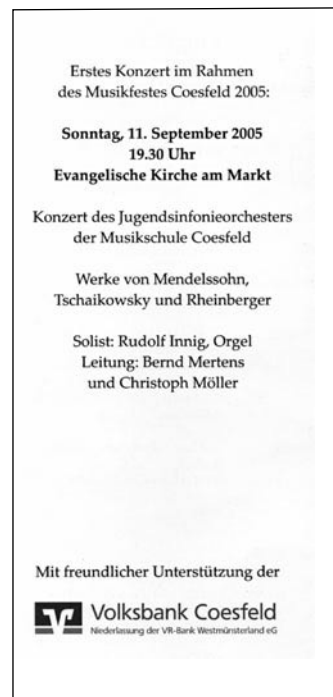 Erstes Konzert im Rahmen
des Musikfestes Coesfeld 2005:
Sonntag, 11. September 2005
19.30 Uhr
Evangelische Kirche am Markt
Konzert des Jugendsinfonieorchesters
der Musikschule Coesfeld
Werke von Mendelssohn,
Tschaikowsky und Rheinberger
Solist: Rudolf Innig, Orgel
Leitung: Bernd Mertens
und Christoph Möller
Mit freundlicher Unterstützung der
Volksbank Coesfeld
Niederlassung der VR-Bank Westmünsterland eG